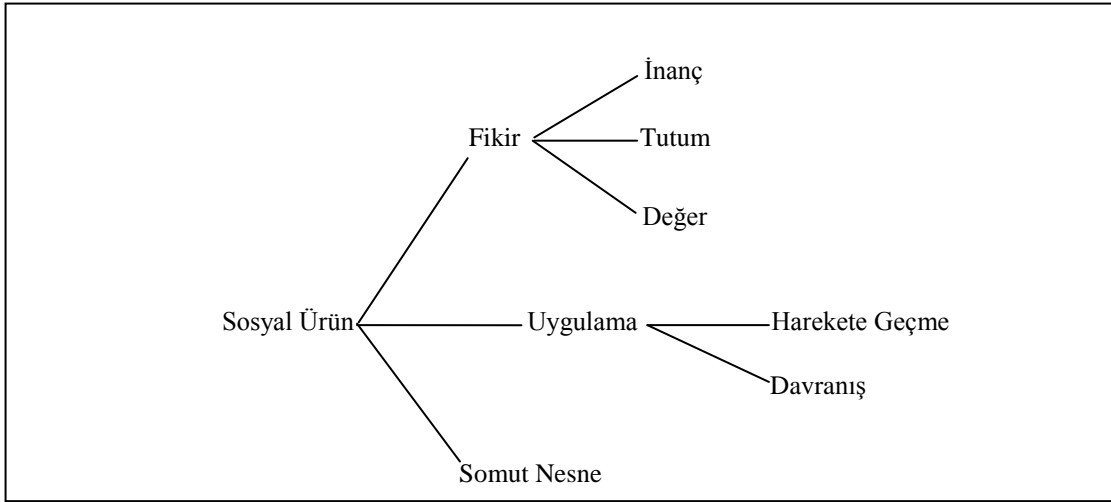 İnanç
Fikir
Tutum
Değer
Sosyal Ürün
Uygulama
Harekete Geçme
Davranış
Somut Nesne